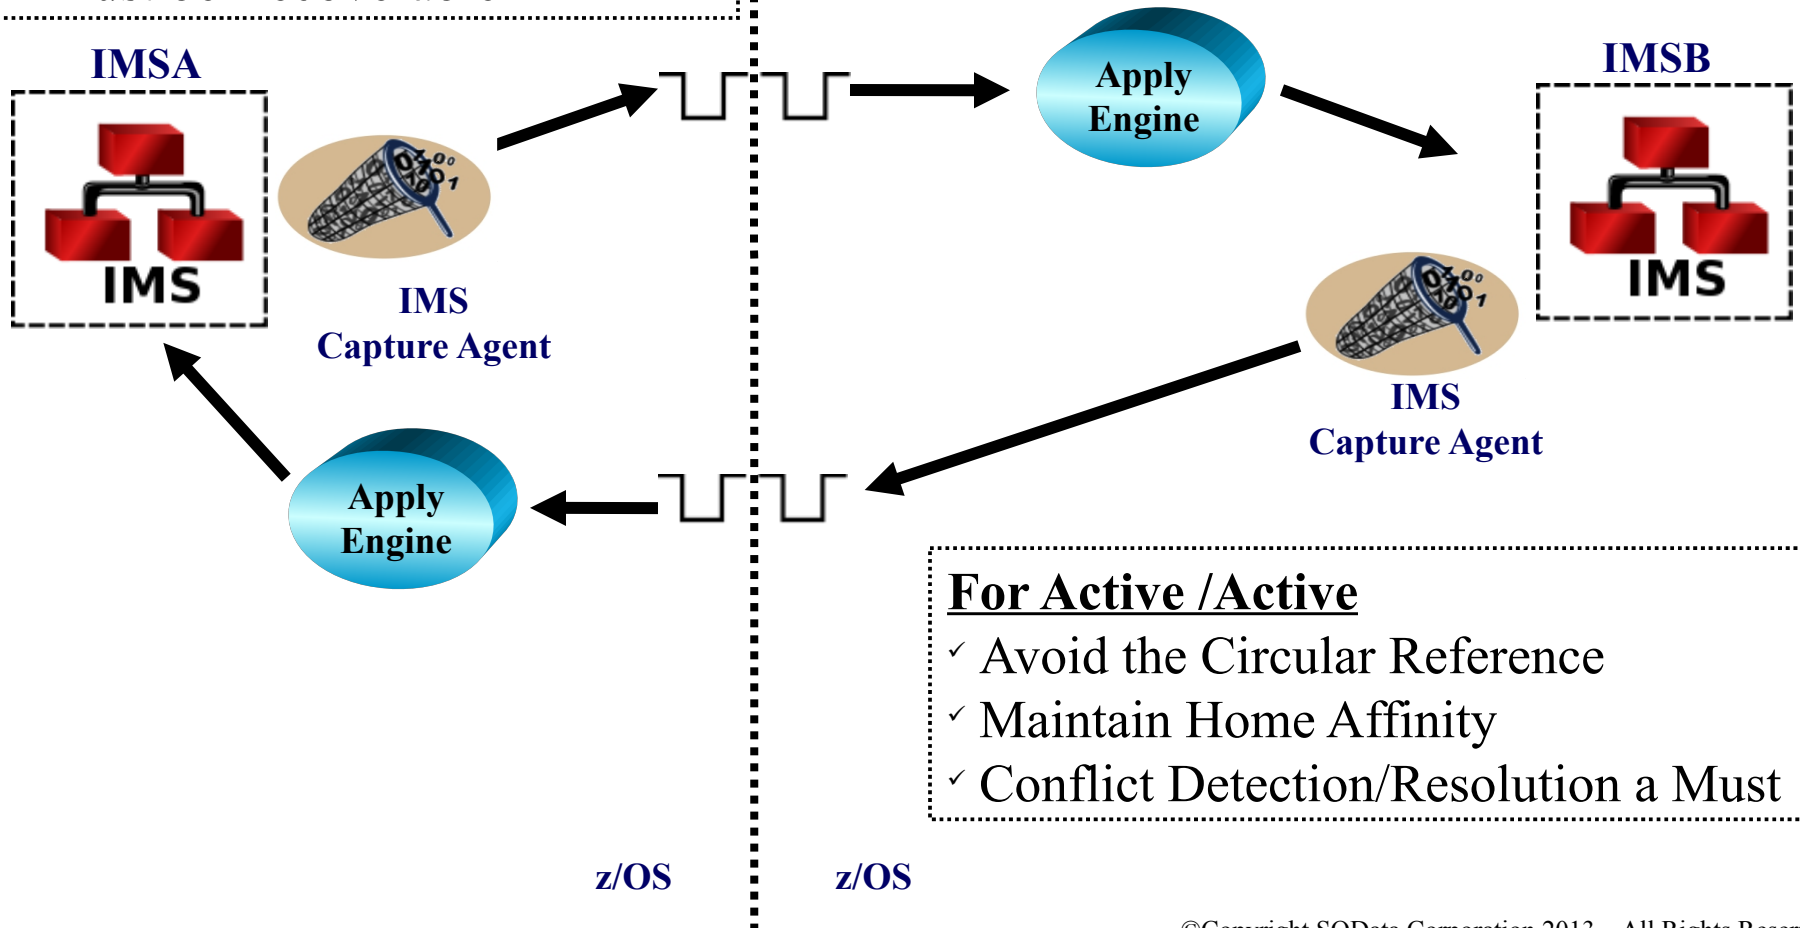 IMSA
IMSB
Apply
Engine
IMS
IMS
IMS
Capture Agent
IMS
Capture Agent
Apply
Engine
For Active /Active
✓ Avoid the Circular Reference
✓ Maintain Home Affinity
✓ Conflict Detection/Resolution a Must
z/OS
z/OS